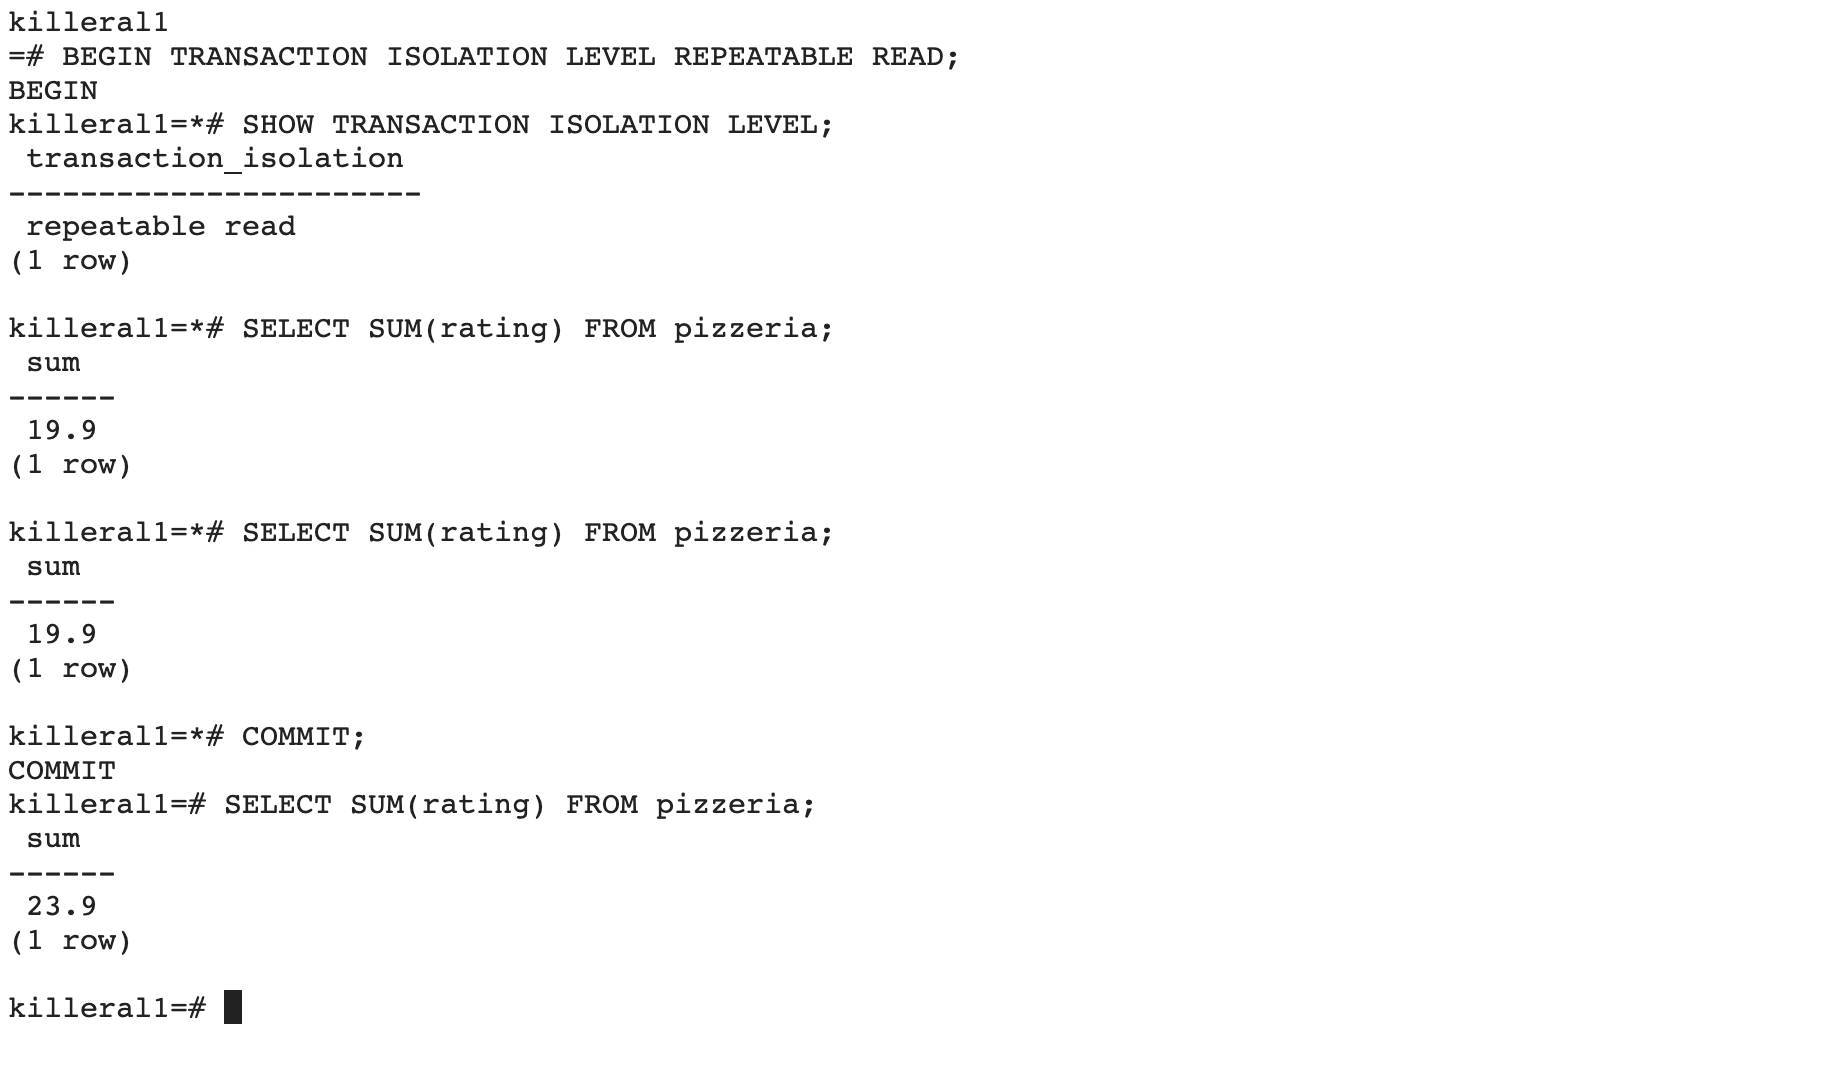 killeral1
=# BEGIN TRANSACTION ISOLATION LEVEL REPEATABLE READ;
BEGIN
killeral1=*# SHOW TRANSACTION ISOLATION LEVEL;
 transaction_isolation
-----------------------
 repeatable read
(1 row)

killeral1=*# SELECT SUM(rating) FROM pizzeria;
 sum
------
 19.9
(1 row)

killeral1=*# SELECT SUM(rating) FROM pizzeria;
 sum
------
 19.9
(1 row)

killeral1=*# COMMIT;
COMMIT
killeral1=# SELECT SUM(rating) FROM pizzeria;
 sum
------
 23.9
(1 row)

killeral1=#